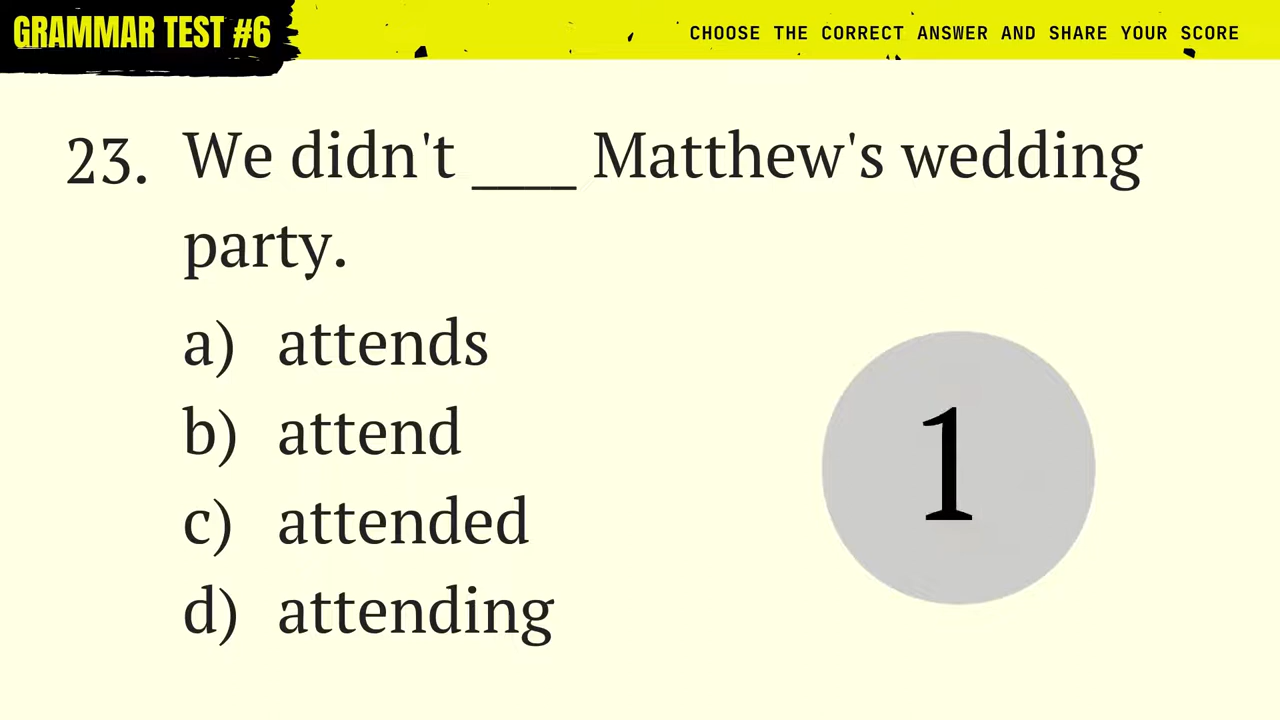 GRAMMAR TEST #6
CHOOSE THE CORRECT ANSWER AND SHARE YOUR SCORE
23. We didn't ____ Matthew's wedding
party.
a) attends
b) attend
c) attended
d) attending
1